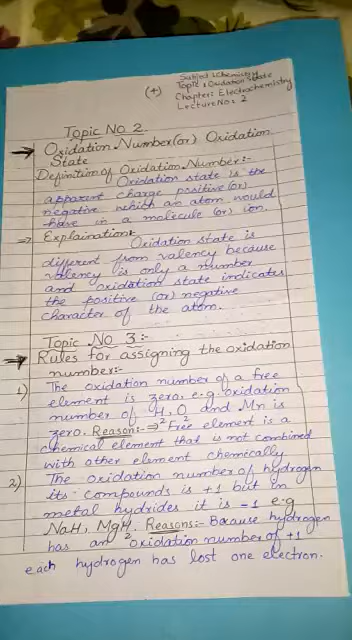 (+)
Subject: Chemistry
Topic: Oxidation State
Chapter: Electrochemistry
Lecture No: 2
Topic No 2
→ Oxidation Number (or) Oxidation
State
Definition of Oxidation Number:-
Oxidation state is the
apparent charge positive (or)
negative which an atom would
have in a molecule (or) ion.
⇒ Explaination:-
Oxidation state is
different from valency because
valency is only a number
and oxidation state indicates
the positive (or) negative
character of the atom.
Topic No 3:-
→ Rules for assigning the oxidation
number:-
1) The oxidation number of a free
element is zero. e.g. oxidation
number of H2, O2 and Mn is
zero. Reason:-⇒ Free element is a
chemical element that is not combined
with other element chemically
2) The oxidation number of hydrogen
its compounds is +1 but in
metal hydrides it is -1 e.g
NaH, MgH2. Reasons:- Because hydrogen
has an oxidation number of +1
each hydrogen has lost one electron.